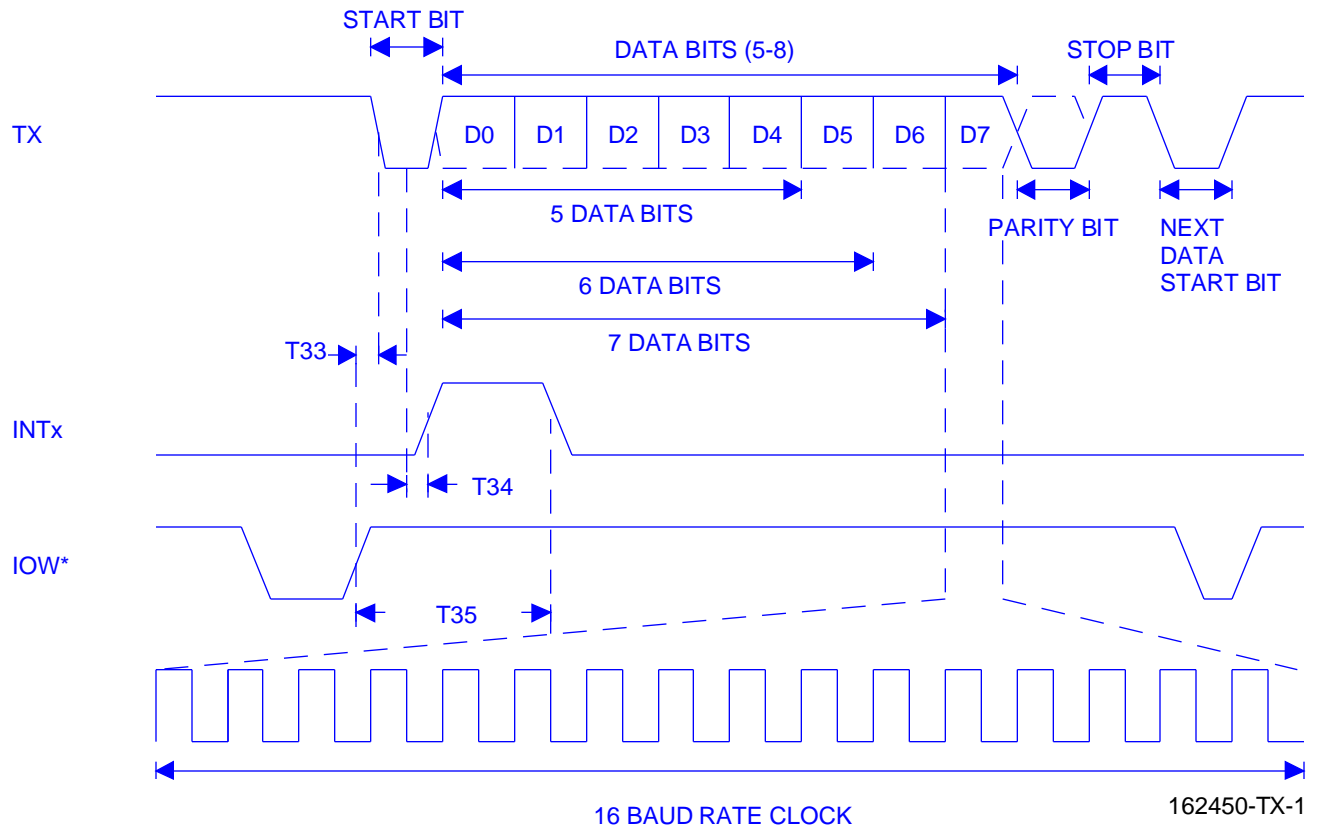 START BIT
DATA BITS (5-8)
STOP BIT
TX
D0 D1 D2 D3 D4 D5 D6 D7
5 DATA BITS
PARITY BIT
NEXT
DATA
START BIT
6 DATA BITS
7 DATA BITS
T33
INTx
T34
IOW*
T35
16 BAUD RATE CLOCK
162450-TX-1